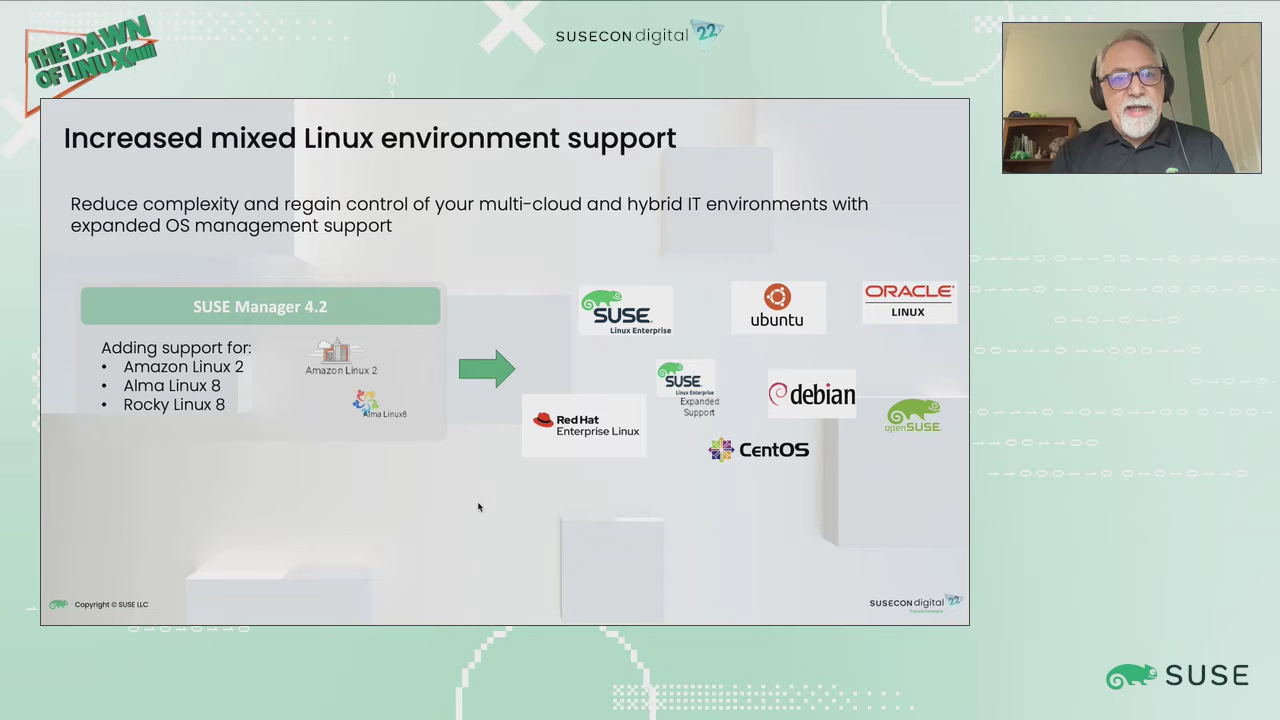 THE DAWN
OF LINUX
SUSECON digital 22
Increased mixed Linux environment support
Reduce complexity and regain control of your multi-cloud and hybrid IT environments with
expanded OS management support
SUSE Manager 4.2
Adding support for:
• Amazon Linux 2
• Alma Linux 8
• Rocky Linux 8
Amazon Linux 2
Alma Linux8
SUSE
Linux Enterprise
ubuntu
ORACLE
LINUX
SUSE
Linux Enterprise
Expanded
Support
debian
openSUSE
Red Hat
Enterprise Linux
CentOS
Copyright © SUSE LLC
SUSECON digital 22
SUSE